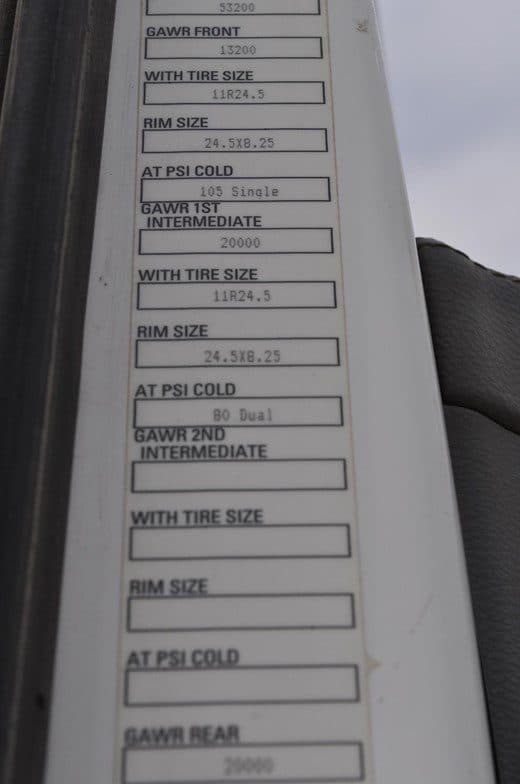 53200
GAWR FRONT
13200
WITH TIRE SIZE
11R24.5
RIM SIZE
24.5X8.25
AT PSI COLD
105 Single
GAWR 1ST
INTERMEDIATE
20000
WITH TIRE SIZE
11R24.5
RIM SIZE
24.5X8.25
AT PSI COLD
80 Dual
GAWR 2ND
INTERMEDIATE
WITH TIRE SIZE
RIM SIZE
AT PSI COLD
GAWR REAR
20000